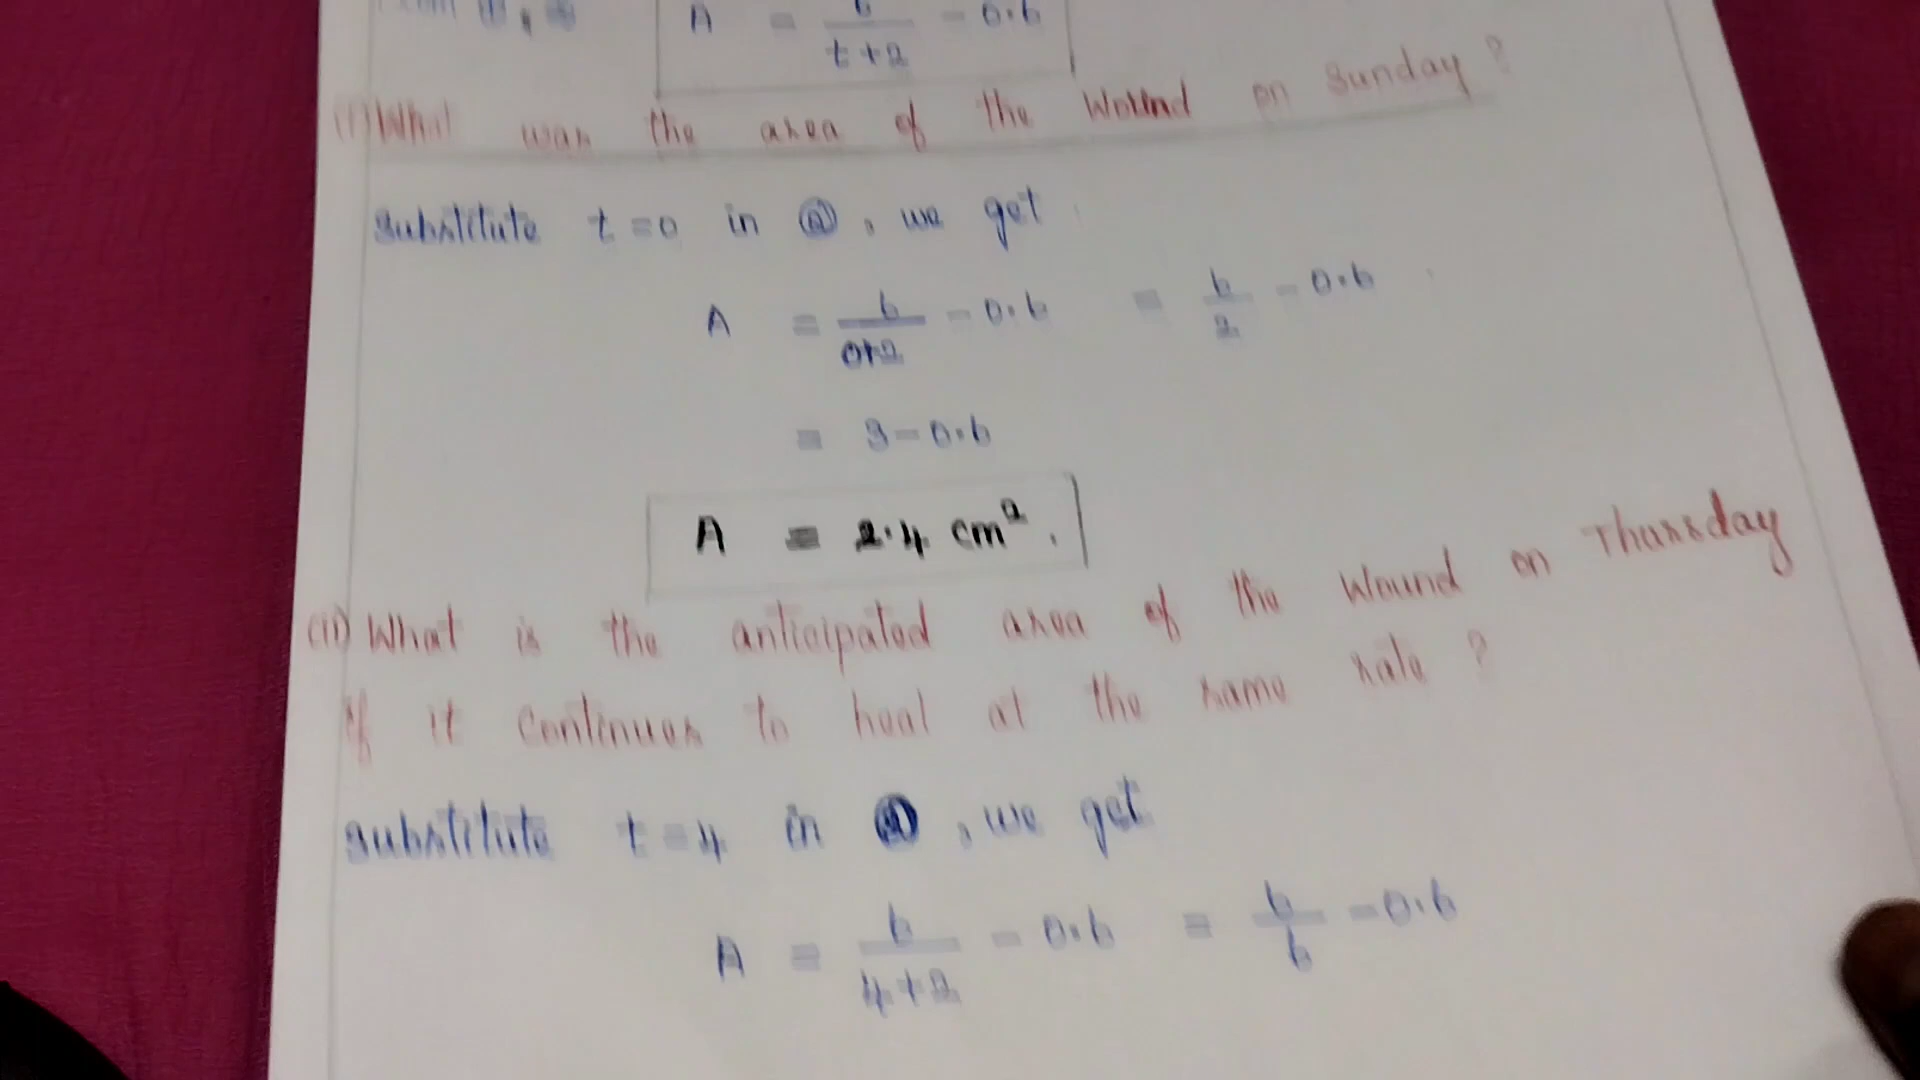 A = 6/(t+2) - 0.6
(i) What was the area of the Wound on Sunday ?
Substitute t = 0 in ②, we get
A = 6/(0+2) - 0.6 = 6/2 - 0.6
= 3 - 0.6
A = 2.4 cm².
(ii) What is the anticipated area of the Wound on Thursday
if it continues to heal at the same rate ?
Substitute t = 4 in ②, we get
A = 6/(4+2) - 0.6 = 6/6 - 0.6